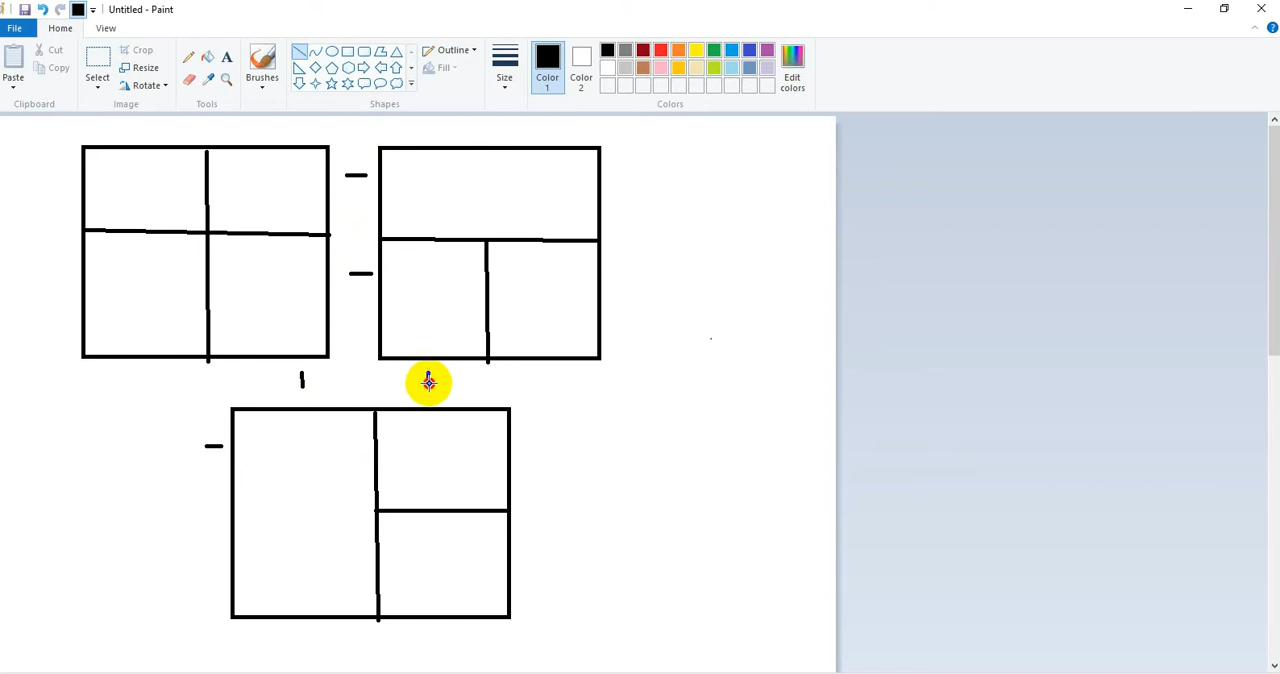 Untitled - Paint
File Home View
Paste
Cut
Copy
Clipboard
Select
Crop
Resize
Rotate
Image
A
Tools
Brushes
Outline
Fill
Shapes
Size
Color 1
Color 2
Edit colors
Colors